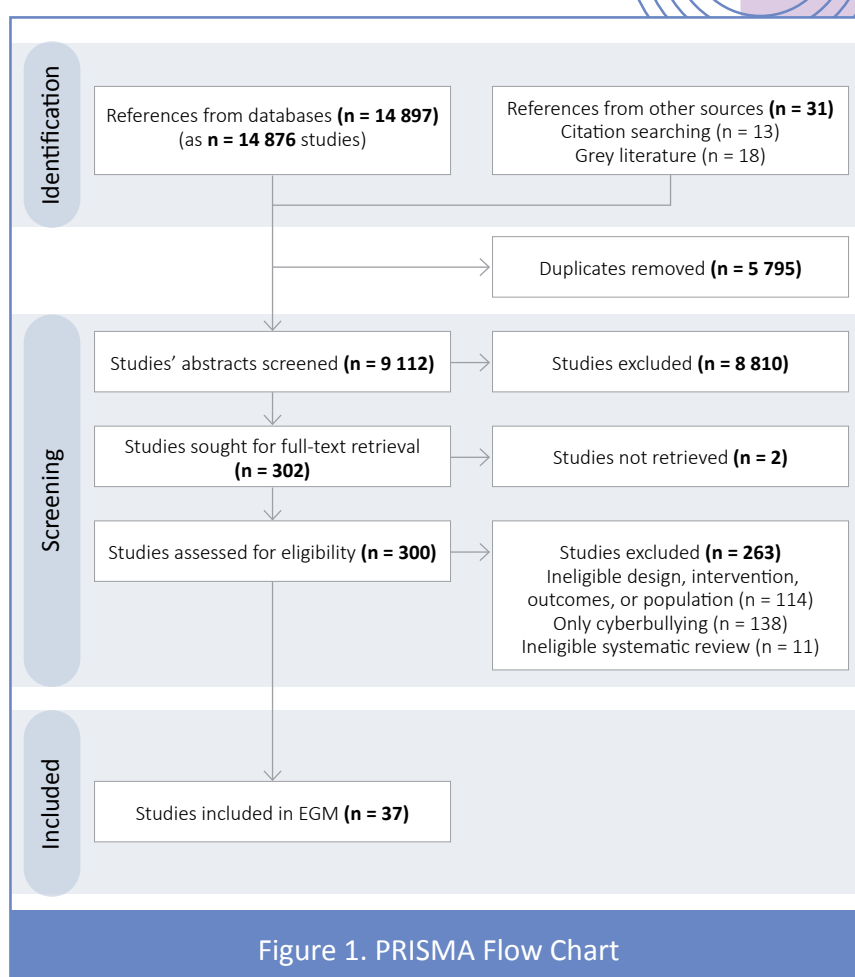 Identification
References from databases (n = 14 897)
(as n = 14 876 studies)
References from other sources (n = 31)
Citation searching (n = 13)
Grey literature (n = 18)
Duplicates removed (n = 5 795)
Screening
Studies' abstracts screened (n = 9 112)
Studies excluded (n = 8 810)
Studies sought for full-text retrieval
(n = 302)
Studies not retrieved (n = 2)
Studies assessed for eligibility (n = 300)
Studies excluded (n = 263)
Ineligible design, intervention,
outcomes, or population (n = 114)
Only cyberbullying (n = 138)
Ineligible systematic review (n = 11)
Included
Studies included in EGM (n = 37)
Figure 1. PRISMA Flow Chart